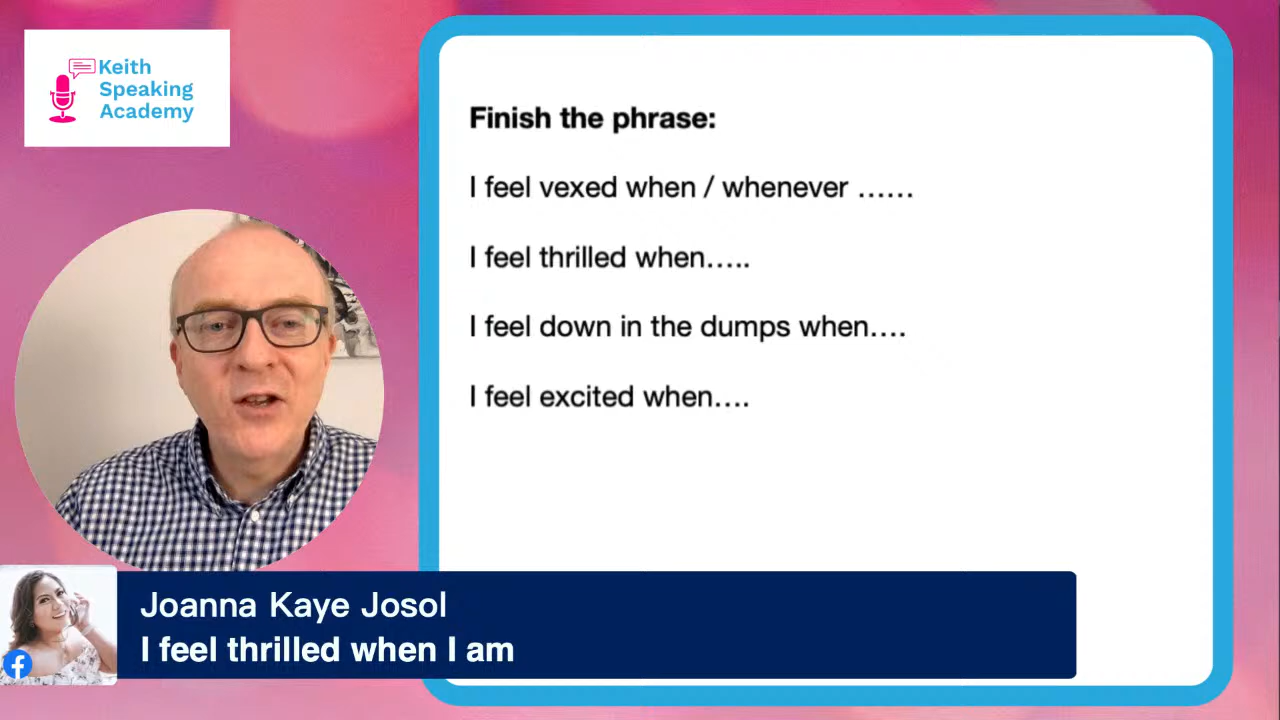 Keith
Speaking
Academy
Finish the phrase:
I feel vexed when / whenever ……
I feel thrilled when…..
I feel down in the dumps when….
I feel excited when….
Joanna Kaye Josol
I feel thrilled when I am